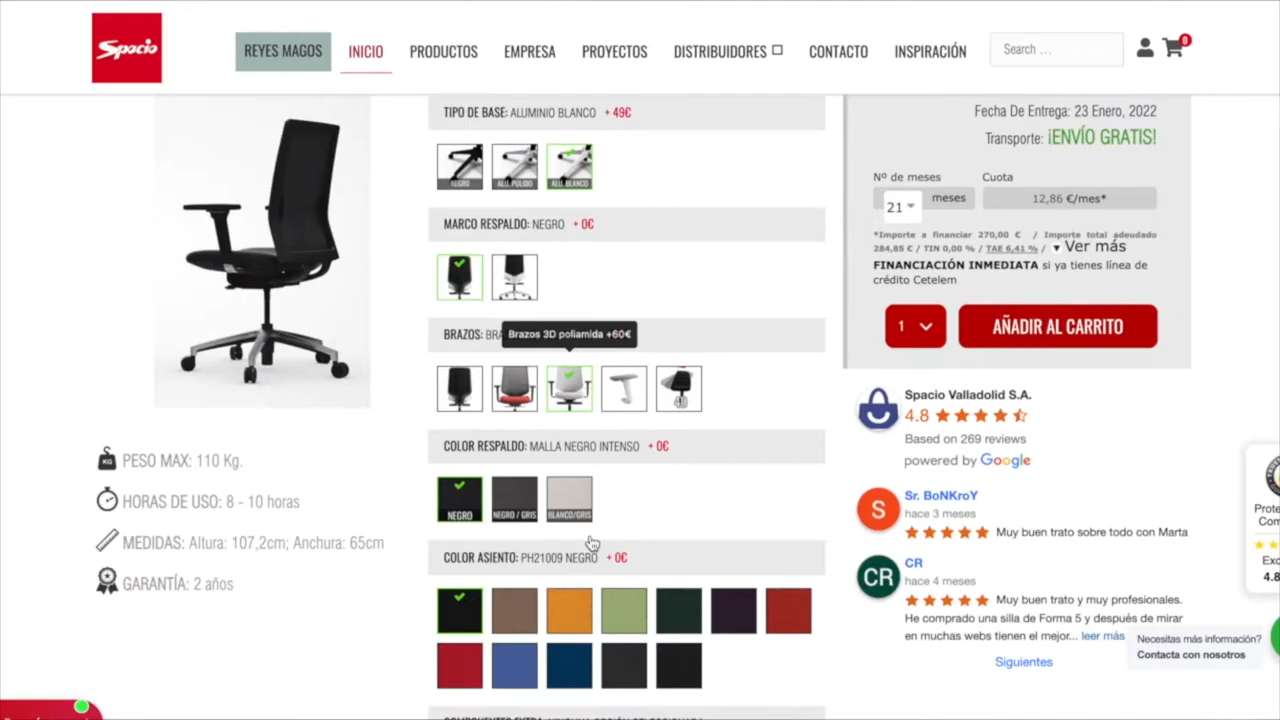 Spacio
REYES MAGOS
INICIO
PRODUCTOS
EMPRESA
PROYECTOS
DISTRIBUIDORES
CONTACTO
INSPIRACIÓN
Search ...
0
TIPO DE BASE: ALUMINIO BLANCO + 49€
NEGRO
ALU. PULIDO
ALU. BLANCO
MARCO RESPALDO: NEGRO + 0€
BRAZOS: BRA
Brazos 3D poliamida +60€
4D
COLOR RESPALDO: MALLA NEGRO INTENSO + 0€
NEGRO
NEGRO / GRIS
BLANCO/GRIS
COLOR ASIENTO: PH21009 NEGRO + 0€
KG
PESO MAX: 110 Kg.
HORAS DE USO: 8 - 10 horas
MEDIDAS: Altura: 107,2cm; Anchura: 65cm
GARANTÍA: 2 años
Fecha De Entrega: 23 Enero, 2022
Transporte: ¡ENVÍO GRATIS!
Nº de meses
Cuota
21
meses
12,86 €/mes*
*Importe a financiar 270,00 € / Importe total adeudado
284,85 € / TIN 0,00 % / TAE 6,41 % / ▼ Ver más
FINANCIACIÓN INMEDIATA si ya tienes línea de
crédito Cetelem
1
AÑADIR AL CARRITO
Spacio Valladolid S.A.
4.8
Based on 269 reviews
powered by Google
S
Sr. BoNKroY
hace 3 meses
Muy buen trato sobre todo con Marta
CR
CR
hace 4 meses
Muy buen trato y muy profesionales.
He comprado una silla de Forma 5 y después de mirar
en muchas webs tienen el mejor... leer más
Siguientes
Prote
Com
Exc
4.8
Necesitas más información?
Contacta con nosotros